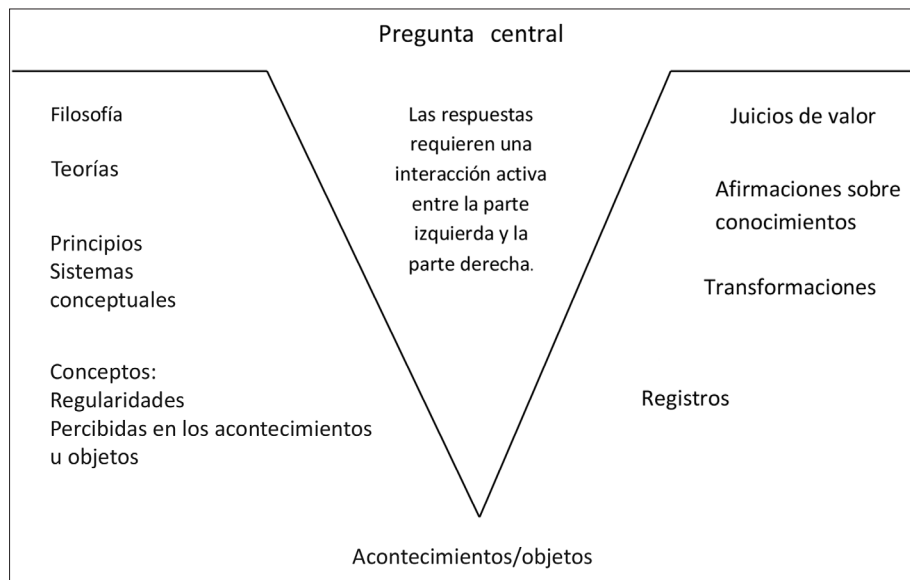 Pregunta central
Filosofía
Teorías
Principios
Sistemas
conceptuales
Conceptos:
Regularidades
Percibidas en los acontecimientos
u objetos
Las respuestas
requieren una
interacción activa
entre la parte
izquierda y la
parte derecha.
Juicios de valor
Afirmaciones sobre
conocimientos
Transformaciones
Registros
Acontecimientos/objetos